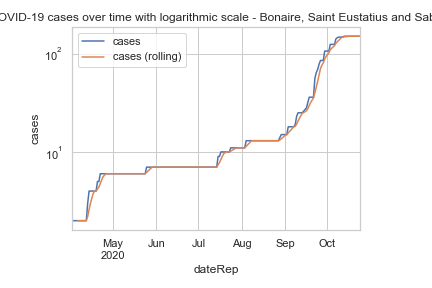 OVID-19 cases over time with logarithmic scale - Bonaire, Saint Eustatius and Sab
cases
cases (rolling)
10²
10¹
cases
May
2020
Jun
Jul
Aug
Sep
Oct
dateRep